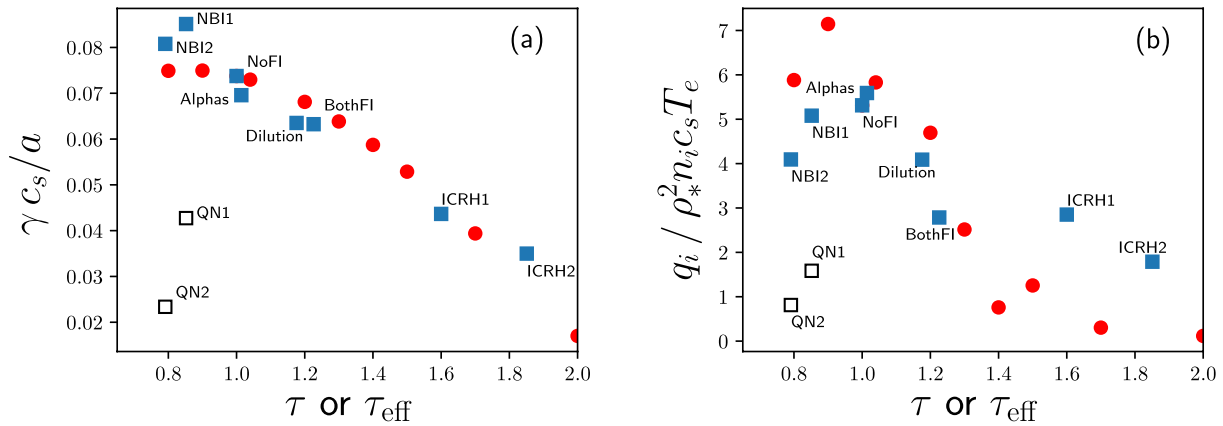 (a)
NBI1
NBI2
NoFI
Alphas
BothFI
Dilution
ICRH1
QN1
ICRH2
QN2
0.08
0.07
0.06
0.05
0.04
0.03
0.02
γ c_s/a
0.8 1.0 1.2 1.4 1.6 1.8 2.0
τ or τ_eff
(b)
Alphas
NoFI
NBI1
NBI2
Dilution
BothFI
ICRH1
ICRH2
QN1
QN2
7
6
5
4
3
2
1
0
q_i / ρ_*^2 n_i c_s T_e
0.8 1.0 1.2 1.4 1.6 1.8 2.0
τ or τ_eff